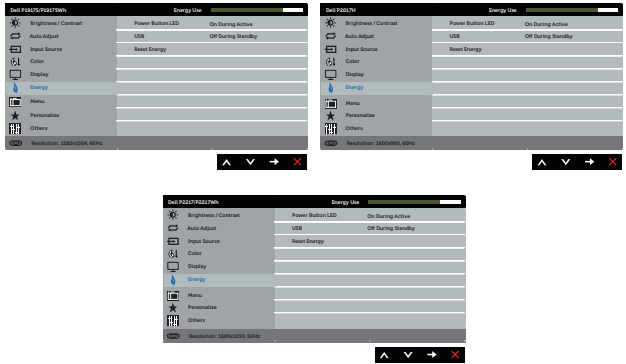 Dell P1917S/P1917SWh Energy Use
Brightness / Contrast Power Button LED On During Active
Auto Adjust USB Off During Standby
Input Source Reset Energy
Color
Display
Energy
Menu
Personalize
Others
Resolution: 1280x1024, 60Hz
Dell P2017H Energy Use
Brightness / Contrast Power Button LED On During Active
Auto Adjust USB Off During Standby
Input Source Reset Energy
Color
Display
Energy
Menu
Personalize
Others
Resolution: 1600x900, 60Hz
Dell P2217/P2217Wh Energy Use
Brightness / Contrast Power Button LED On During Active
Auto Adjust USB Off During Standby
Input Source Reset Energy
Color
Display
Energy
Menu
Personalize
Others
Resolution: 1680x1050, 60Hz